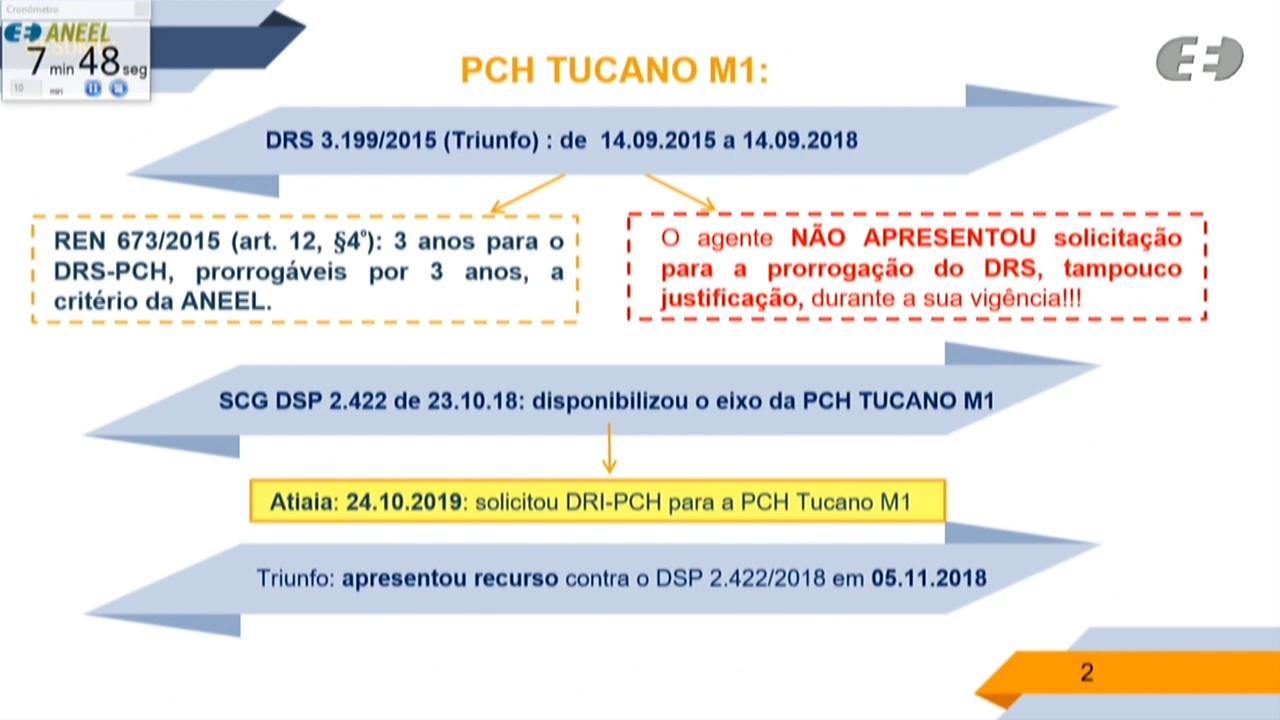 Cronômetro
ANEEL
7 min 48 seg
10 min
PCH TUCANO M1:
DRS 3.199/2015 (Triunfo) : de 14.09.2015 a 14.09.2018
REN 673/2015 (art. 12, §4º): 3 anos para o
DRS-PCH, prorrogáveis por 3 anos, a
critério da ANEEL.
O agente NÃO APRESENTOU solicitação
para a prorrogação do DRS, tampouco
justificação, durante a sua vigência!!!
SCG DSP 2.422 de 23.10.18: disponibilizou o eixo da PCH TUCANO M1
Atiaia: 24.10.2019: solicitou DRI-PCH para a PCH Tucano M1
Triunfo: apresentou recurso contra o DSP 2.422/2018 em 05.11.2018
2